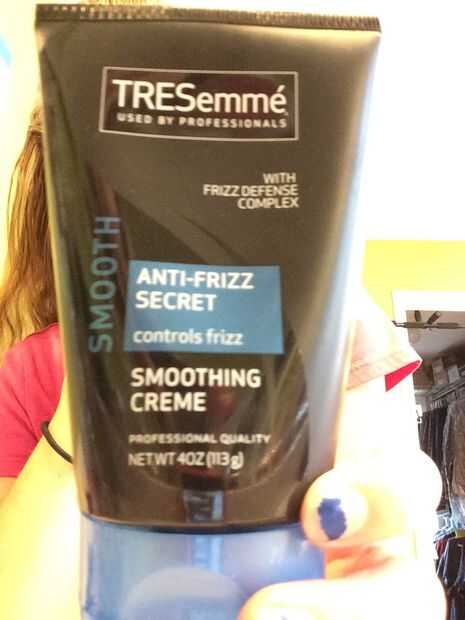 TRESemmé
USED BY PROFESSIONALS
WITH
FRIZZ DEFENSE
COMPLEX
SMOOTH
ANTI-FRIZZ
SECRET
controls frizz
SMOOTHING
CREME
PROFESSIONAL QUALITY
NET WT 4OZ (113g)